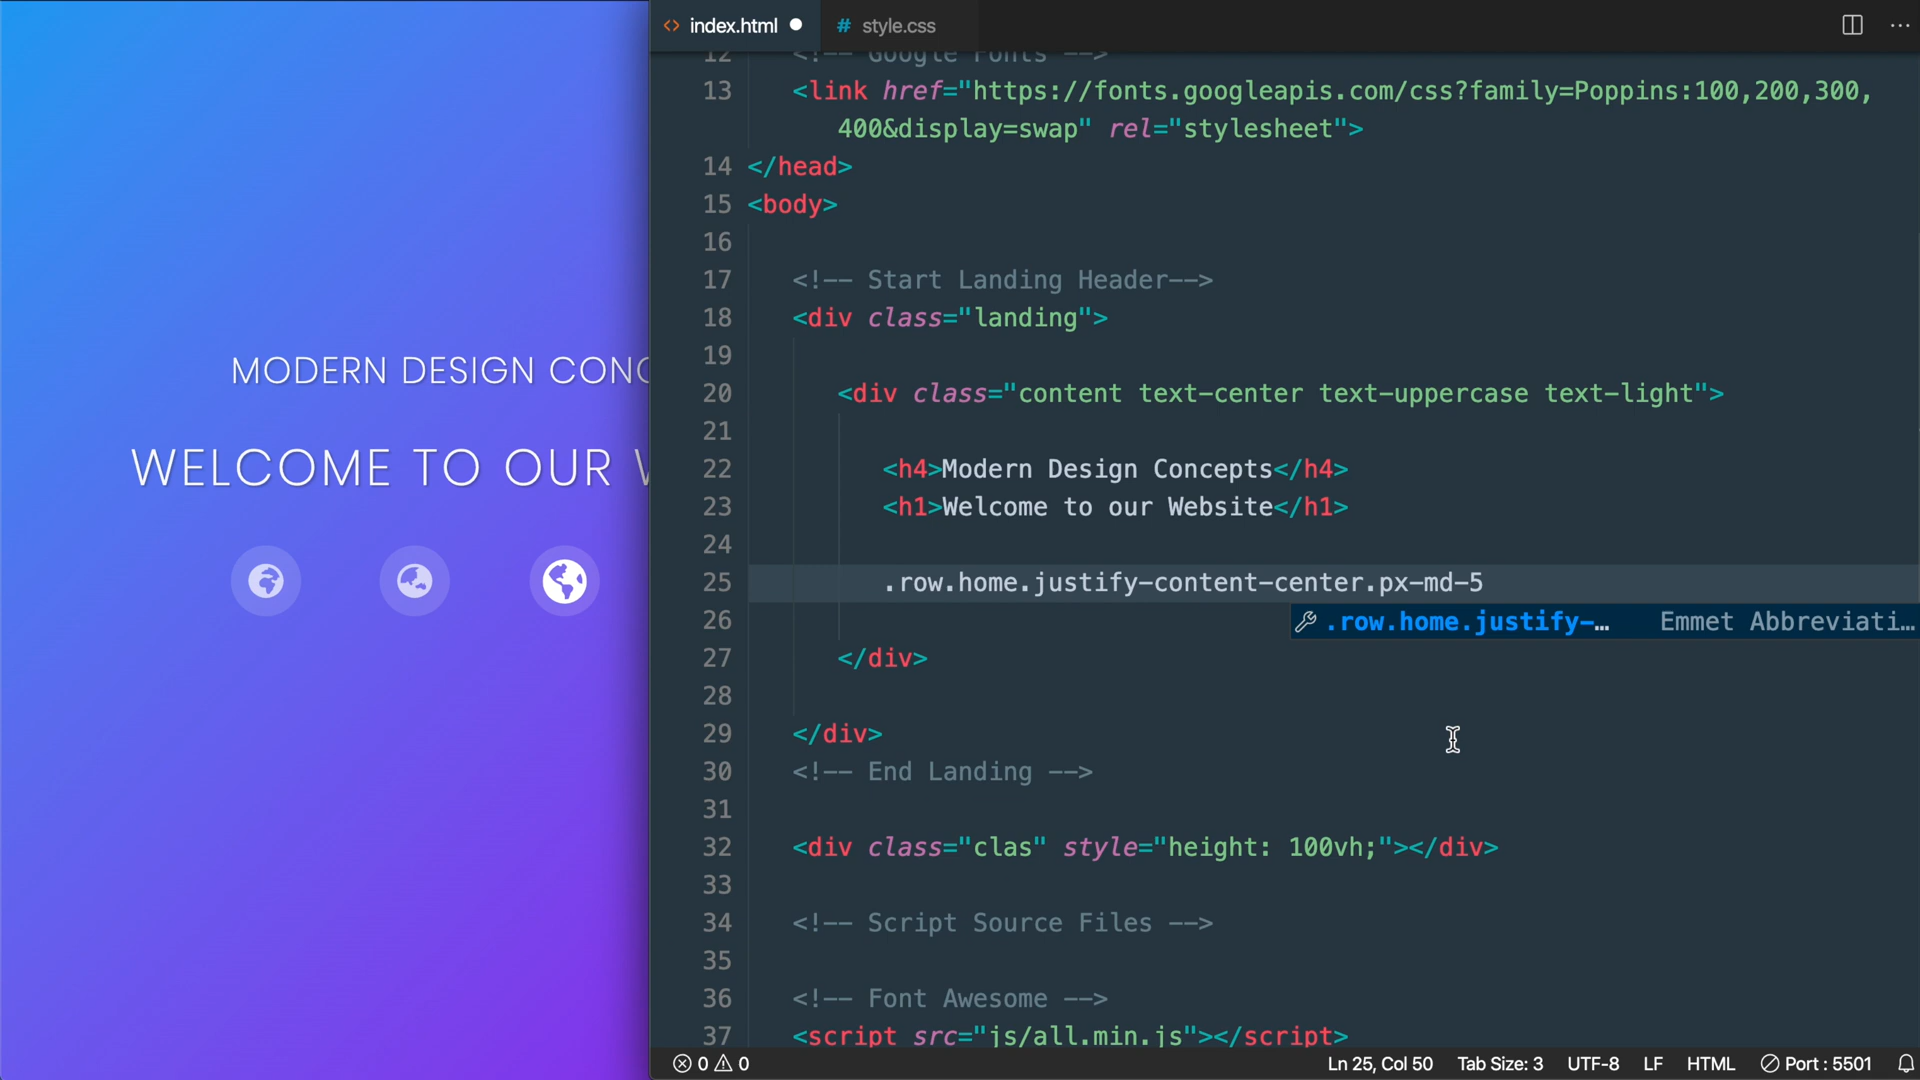 MODERN DESIGN CONC
WELCOME TO OUR W
<> index.html
# style.css
12 <!-- Google Fonts -->
13 <link href="https://fonts.googleapis.com/css?family=Poppins:100,200,300,
400&display=swap" rel="stylesheet">
14 </head>
15 <body>
16
17 <!-- Start Landing Header-->
18 <div class="landing">
19
20 <div class="content text-center text-uppercase text-light">
21
22 <h4>Modern Design Concepts</h4>
23 <h1>Welcome to our Website</h1>
24
25 .row.home.justify-content-center.px-md-5
26 .row.home.justify-… Emmet Abbreviati…
27 </div>
28
29 </div>
30 <!-- End Landing -->
31
32 <div class="clas" style="height: 100vh;"></div>
33
34 <!-- Script Source Files -->
35
36 <!-- Font Awesome -->
37 <script src="js/all.min.js"></script>
0 0 Ln 25, Col 50 Tab Size: 3 UTF-8 LF HTML Port : 5501